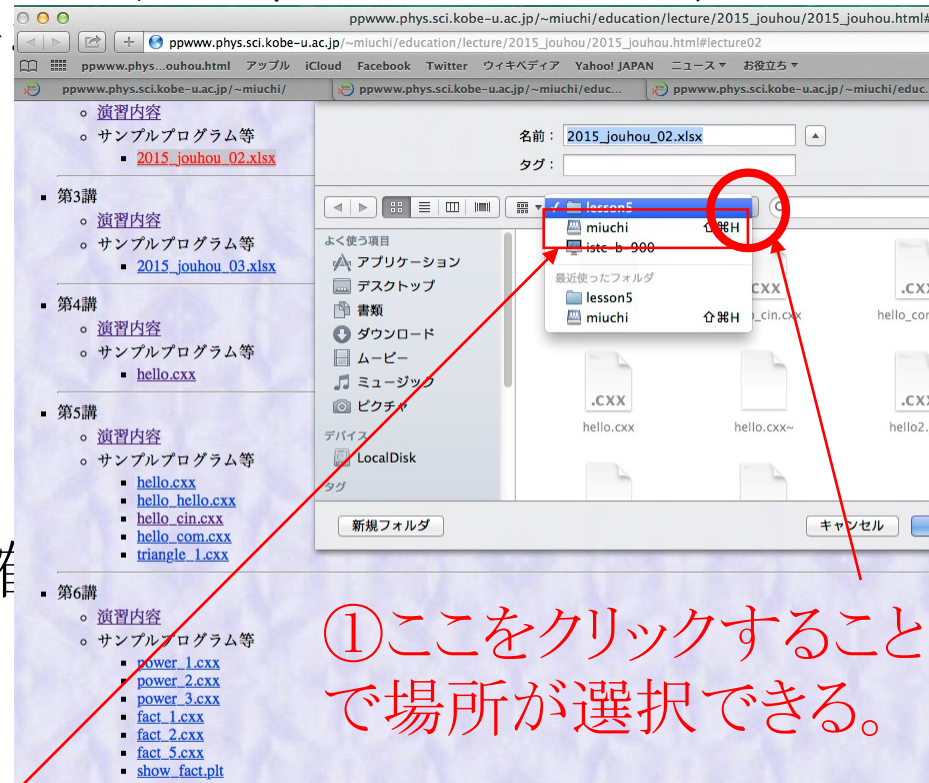 ppwww.phys.sci.kobe-u.ac.jp/~miuchi/education/lecture/2015_jouhou/2015_jouhou.html#
ppwww.phys.sci.kobe-u.ac.jp/~miuchi/education/lecture/2015_jouhou/2015_jouhou.html#lecture02
ppwww.phys...ouhou.html アップル iCloud Facebook Twitter ウィキペディア Yahoo! JAPAN ニュース▼ お役立ち▼
ppwww.phys.sci.kobe-u.ac.jp/~miuchi/ ppwww.phys.sci.kobe-u.ac.jp/~miuchi/educ... ppwww.phys.sci.kobe-u.ac.jp/~miuchi/educ.
演習内容
サンプルプログラム等
2015_jouhou_02.xlsx
第3講
演習内容
サンプルプログラム等
2015_jouhou_03.xlsx
第4講
演習内容
サンプルプログラム等
hello.cxx
第5講
演習内容
サンプルプログラム等
hello.cxx
hello_hello.cxx
hello_cin.cxx
hello_com.cxx
triangle_1.cxx
第6講
演習内容
サンプルプログラム等
power_1.cxx
power_2.cxx
power_3.cxx
fact_1.cxx
fact_2.cxx
fact_5.cxx
show_fact.plt
名前： 2015_jouhou_02.xlsx
タグ：
✓ lesson5
miuchi ⇧⌘H
istc-b-900
最近使ったフォルダ
lesson5
miuchi ⇧⌘H
よく使う項目
アプリケーション
デスクトップ
書類
ダウンロード
ムービー
ミュージック
ピクチャ
デバイス
LocalDisk
タグ
CXX
.CXX
_cin.cxx
hello_con
.CXX
.CX
hello.cxx
hello.cxx~
hello2.
新規フォルダ
キャンセル
①ここをクリックすること
で場所が選択できる。